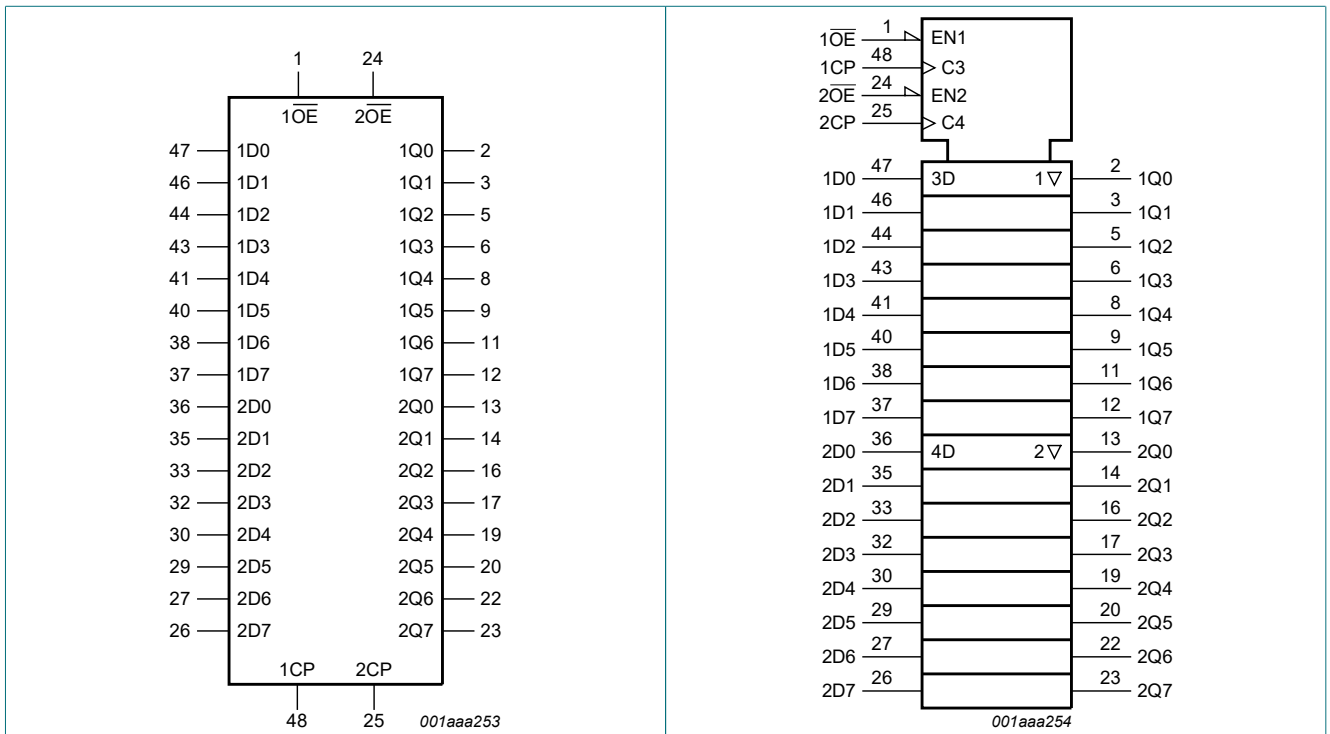 1 24
1OE 2OE
47 1D0 1Q0 2
46 1D1 1Q1 3
44 1D2 1Q2 5
43 1D3 1Q3 6
41 1D4 1Q4 8
40 1D5 1Q5 9
38 1D6 1Q6 11
37 1D7 1Q7 12
36 2D0 2Q0 13
35 2D1 2Q1 14
33 2D2 2Q2 16
32 2D3 2Q3 17
30 2D4 2Q4 19
29 2D5 2Q5 20
27 2D6 2Q6 22
26 2D7 2Q7 23
1CP 2CP
48 25 001aaa253
1OE 1 EN1
1CP 48 C3
2OE 24 EN2
2CP 25 C4
1D0 47 3D 1▽ 2 1Q0
1D1 46 3 1Q1
1D2 44 5 1Q2
1D3 43 6 1Q3
1D4 41 8 1Q4
1D5 40 9 1Q5
1D6 38 11 1Q6
1D7 37 12 1Q7
2D0 36 4D 2▽ 13 2Q0
2D1 35 14 2Q1
2D2 33 16 2Q2
2D3 32 17 2Q3
2D4 30 19 2Q4
2D5 29 20 2Q5
2D6 27 22 2Q6
2D7 26 23 2Q7
001aaa254